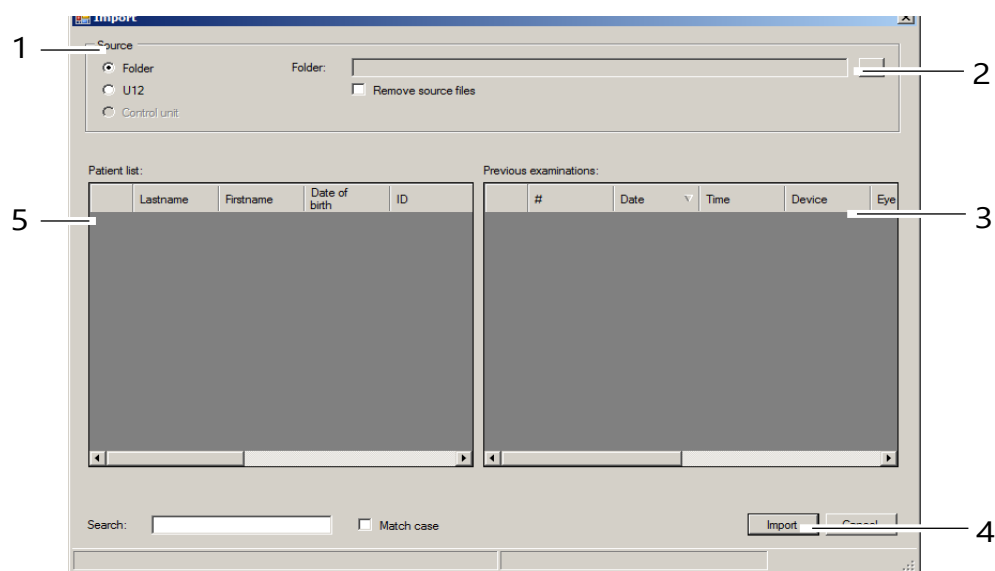 Import
1
Source
Folder
Folder:
2
U12
Remove source files
Control unit
Patient list:
Previous examinations:
Lastname Firstname Date of birth ID
# Date Time Device Eye
5
3
Search:
Match case
Import Cancel
4